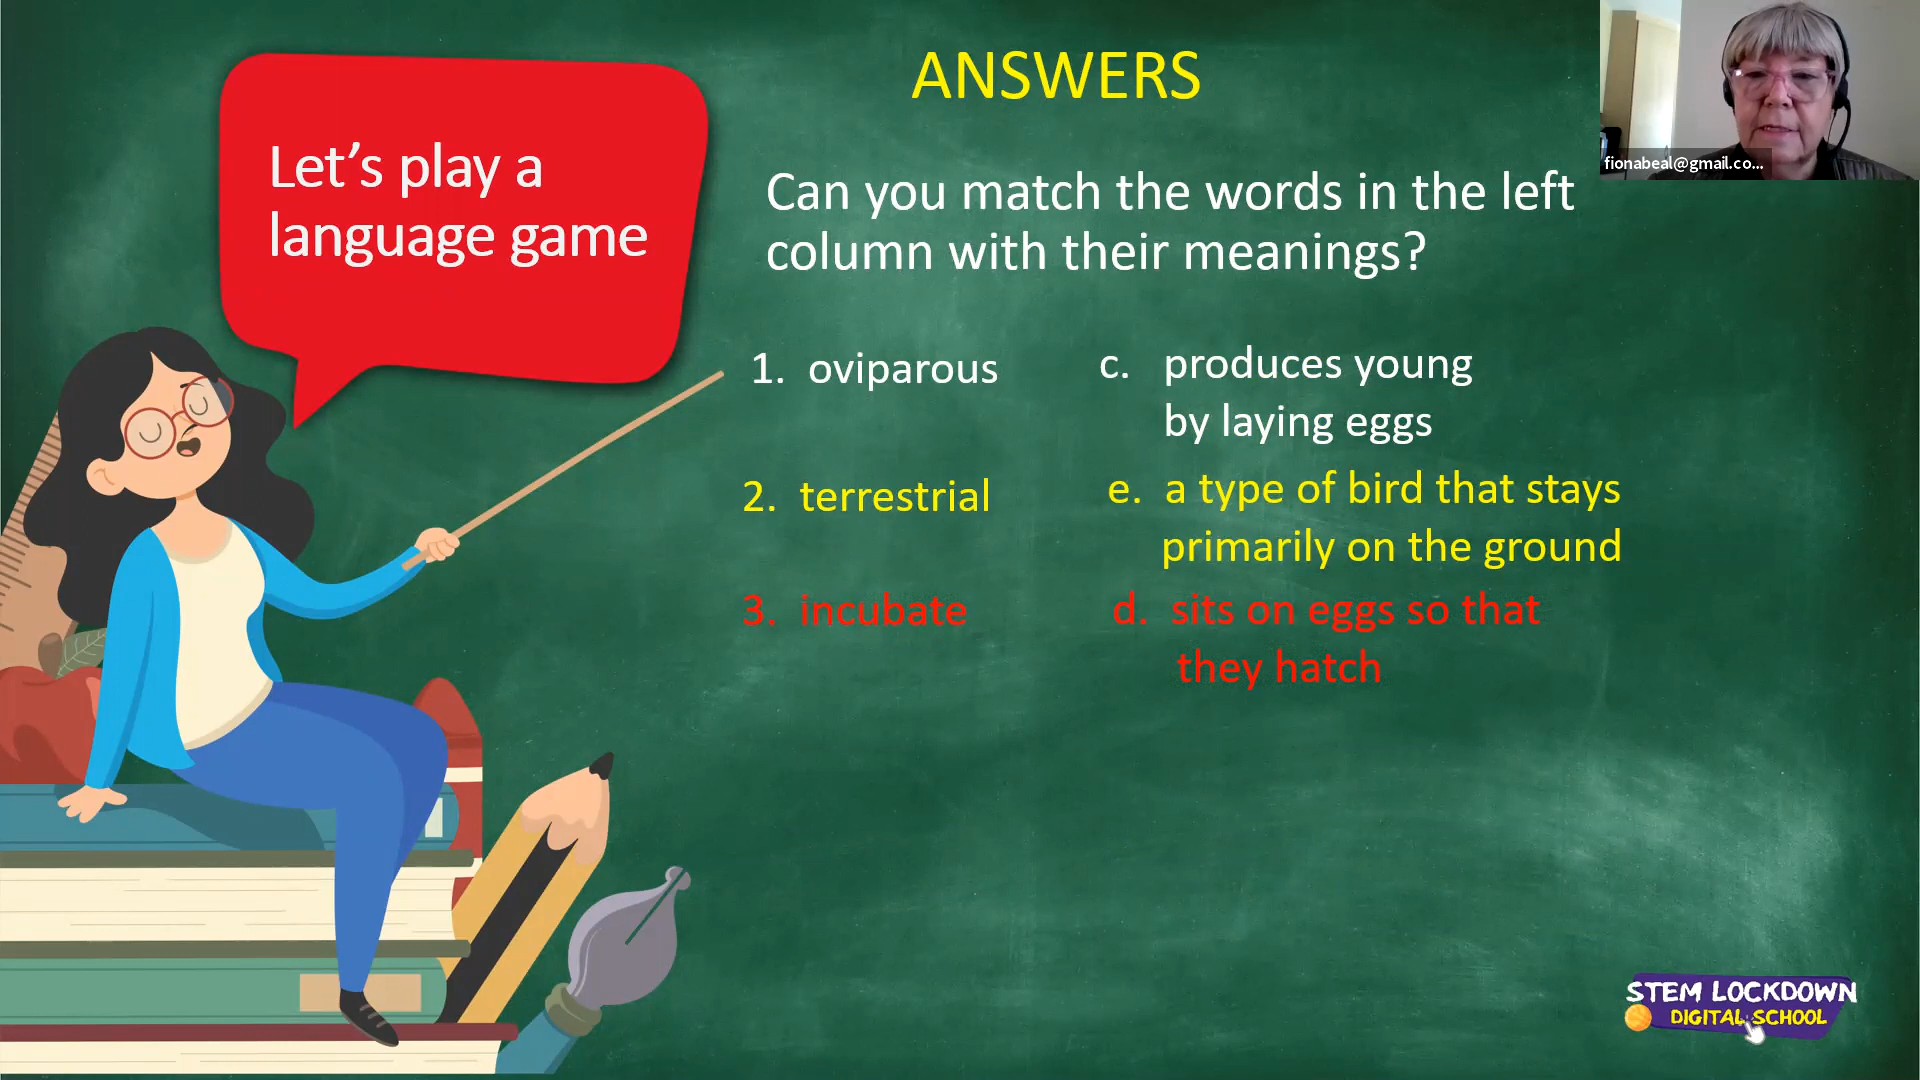 ANSWERS
Let's play a
language game
fionabeal@gmail.co...
Can you match the words in the left
column with their meanings?
1. oviparous
c. produces young
by laying eggs
2. terrestrial
e. a type of bird that stays
primarily on the ground
3. incubate
d. sits on eggs so that
they hatch
STEM LOCKDOWN
DIGITAL SCHOOL